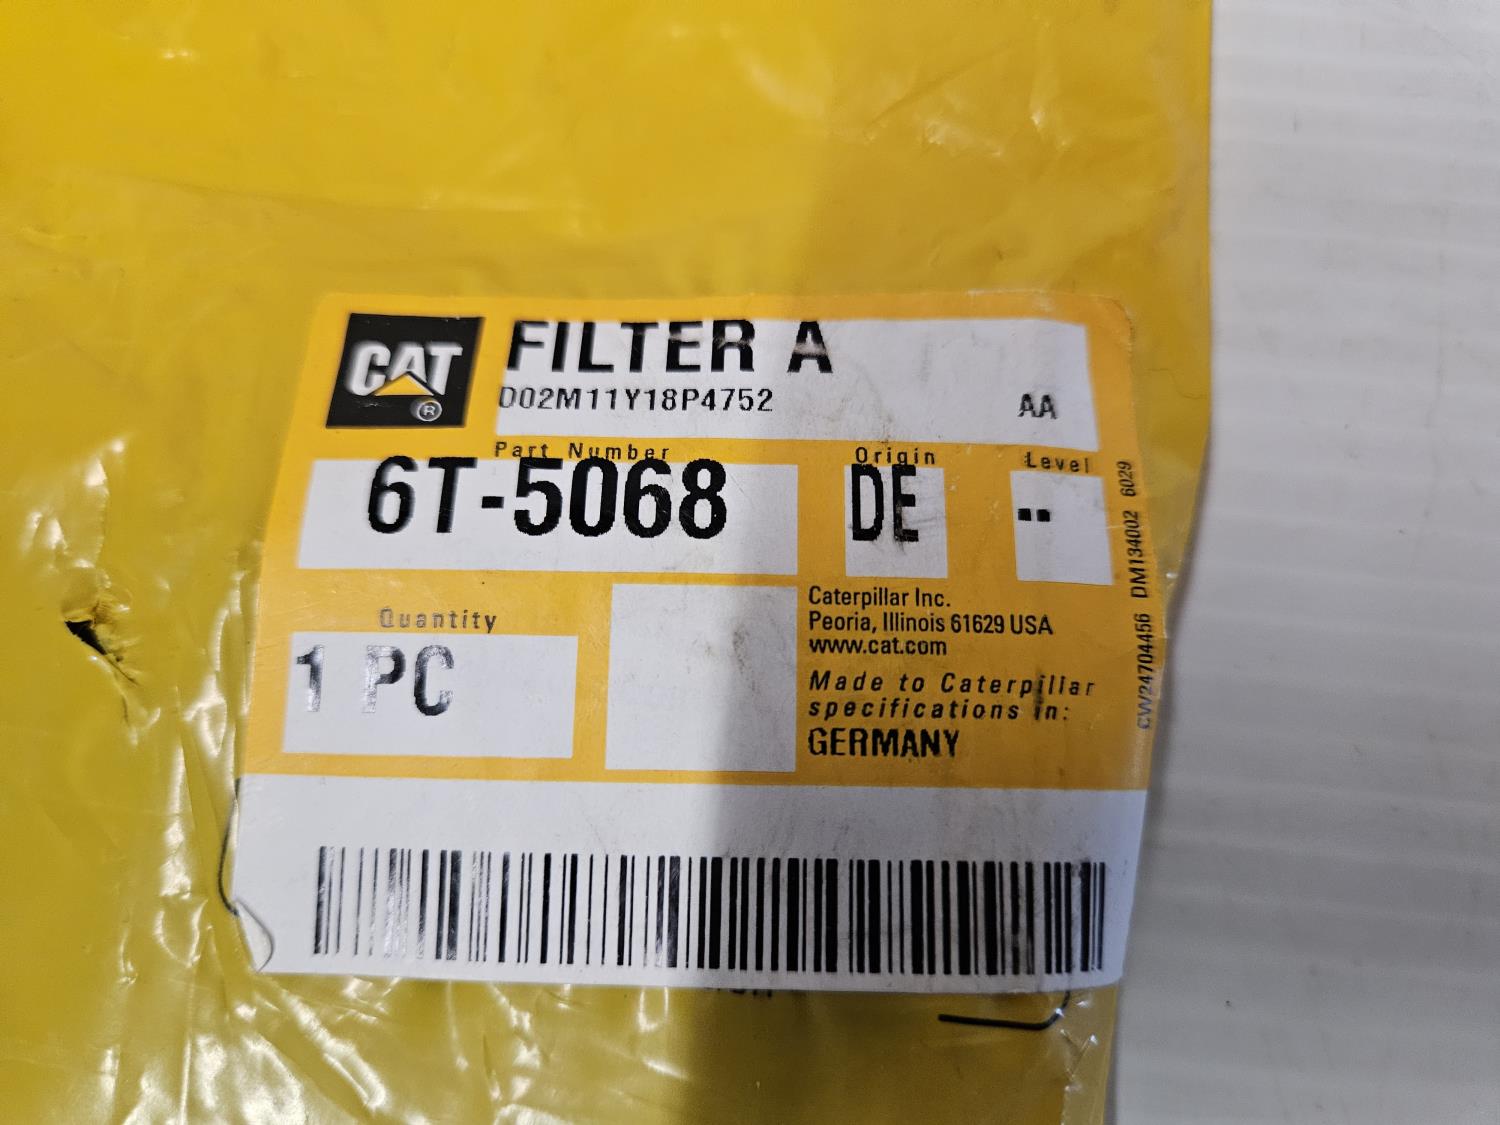 CAT
®
FILTER A
D02M11Y18P4752
AA
Part Number
6T-5068
Origin
DE
Level
--
Quantity
1 PC
Caterpillar Inc.
Peoria, Illinois 61629 USA
www.cat.com
Made to Caterpillar
specifications in:
GERMANY
CW24704456 DM134002 6029